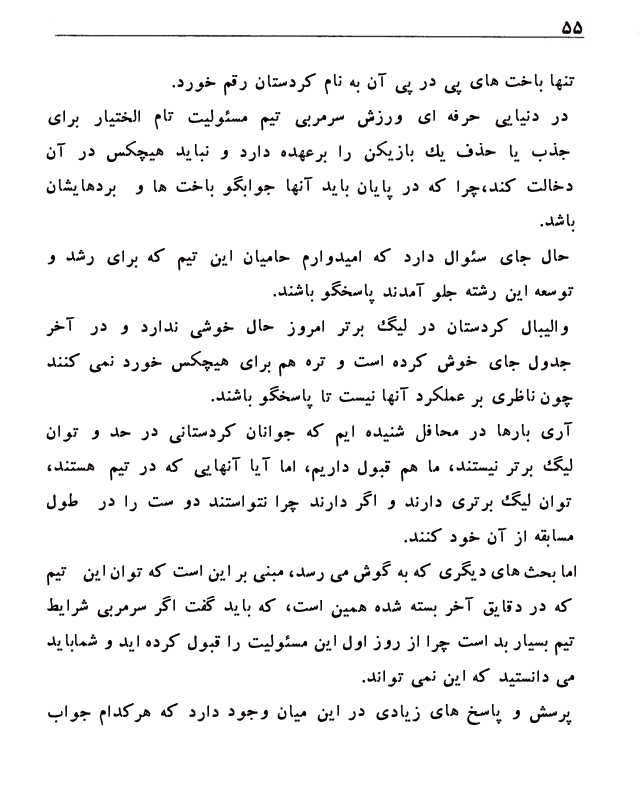 ۵۵
تنها باخت های پی در پی آن به نام کردستان رقم خورد.
در دنیایی حرفه ای ورزش سرمربی تیم مسئولیت تام الختیار برای
جذب یا حذف یك بازیکن را برعهده دارد و نباید هیچکس در آن
دخالت کند،چرا که در پایان باید آنها جوابگو باخت ها و بردهایشان
باشد.
حال جای سئوال دارد که امیدوارم حامیان این تیم که برای رشد و
توسعه این رشته جلو آمدند پاسخگو باشند.
والیبال کردستان در لیگ برتر امروز حال خوشی ندارد و در آخر
جدول جای خوش کرده است و تره هم برای هیچکس خورد نمی کنند
چون ناظری بر عملکرد آنها نیست تا پاسخگو باشند.
آری بارها در محافل شنیده ایم که جوانان کردستانی در حد و توان
لیگ برتر نیستند، ما هم قبول داریم، اما آیا آنهایی که در تیم هستند،
توان لیگ برتری دارند و اگر دارند چرا نتواستند دو ست را در طول
مسابقه از آن خود کنند.
اما بحث های دیگری که به گوش می رسد، مبنی بر این است که توان این تیم
که در دقایق آخر بسته شده همین است، که باید گفت اگر سرمربی شرایط
تیم بسیار بد است چرا از روز اول این مسئولیت را قبول کرده اید و شماباید
می دانستید که این نمی تواند.
پرسش و پاسخ های زیادی در این میان وجود دارد که هرکدام جواب